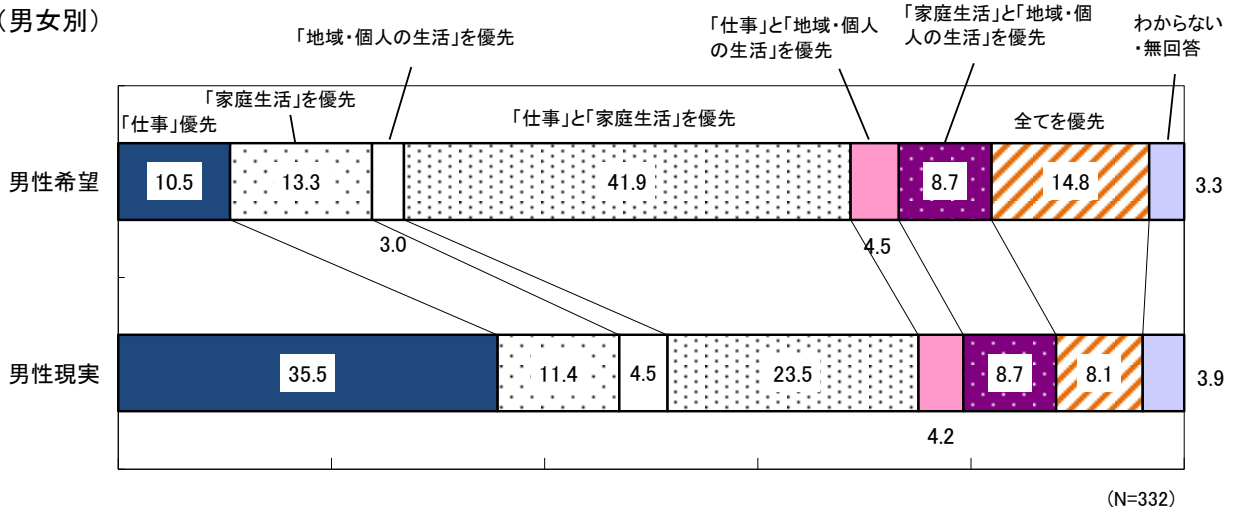 (男女別)
「地域・個人の生活」を優先
「仕事」と「地域・個人
の生活」を優先
「家庭生活」と「地域・個
人の生活」を優先
わからない
・無回答
「仕事」優先
「家庭生活」を優先
「仕事」と「家庭生活」を優先
全てを優先
男性希望
10.5
13.3
41.9
8.7
14.8
3.3
3.0
4.5
男性現実
35.5
11.4
4.5
23.5
8.7
8.1
3.9
4.2
(N=332)